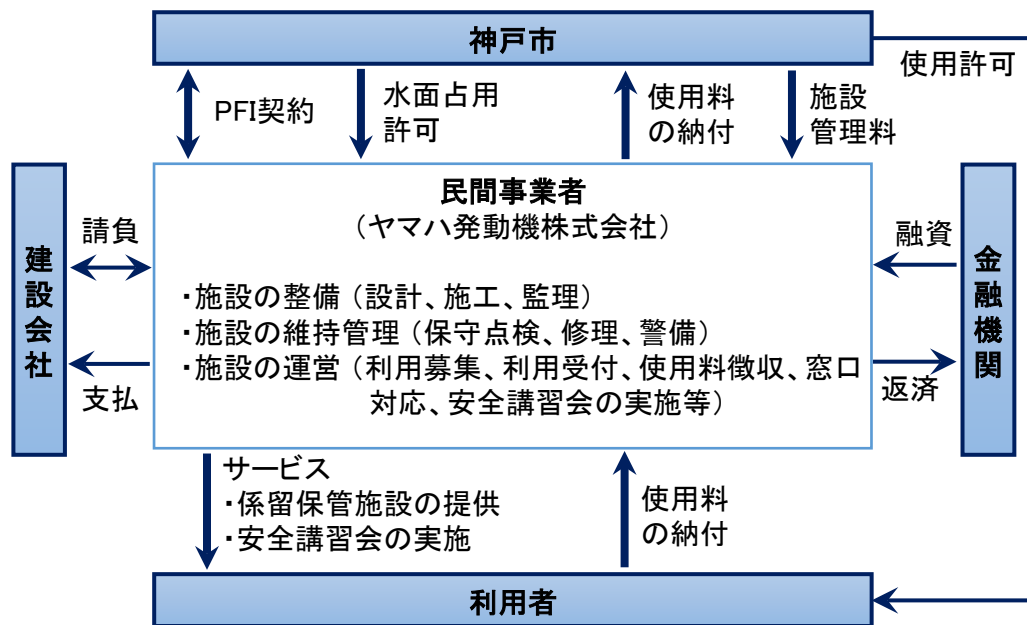 神戸市
使用許可
PFI契約
水面占用
許可
使用料
の納付
施設
管理料
民間事業者
（ヤマハ発動機株式会社）
・施設の整備（設計、施工、監理）
・施設の維持管理（保守点検、修理、警備）
・施設の運営（利用募集、利用受付、使用料徴収、窓口
対応、安全講習会の実施等）
建設会社
請負
支払
融資
返済
金融機関
サービス
・係留保管施設の提供
・安全講習会の実施
使用料
の納付
利用者